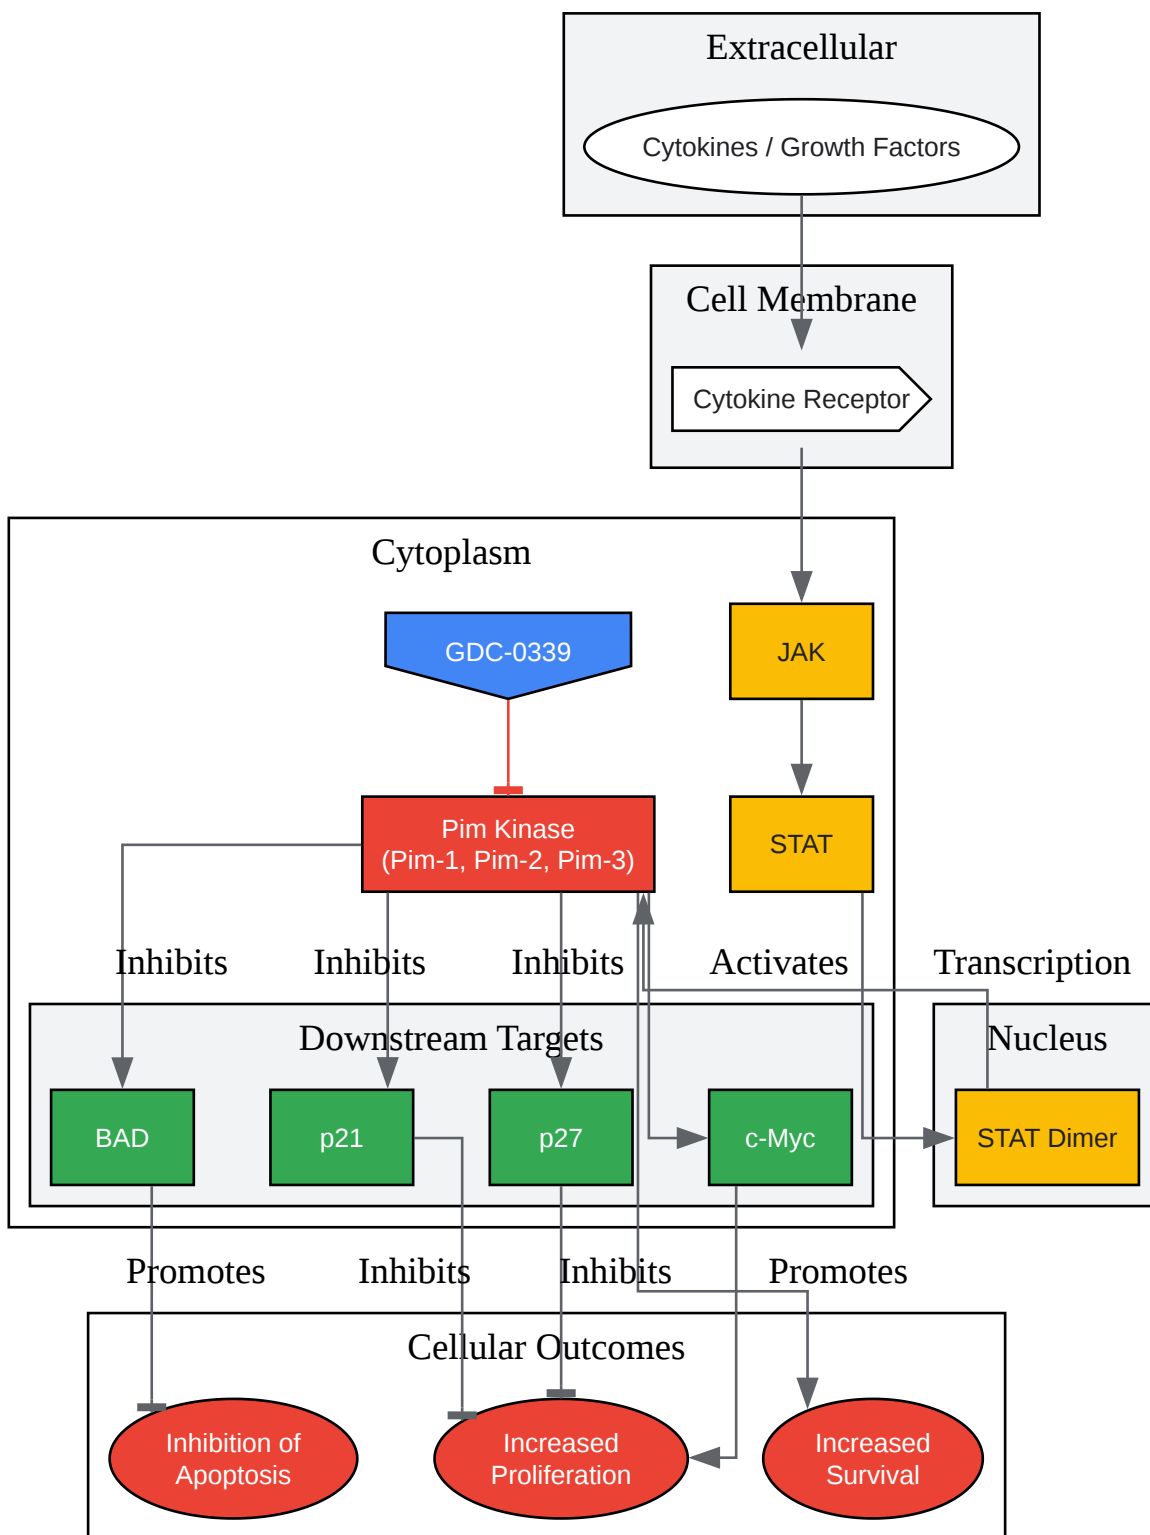 Extracellular
Cytokines / Growth Factors
Cell Membrane
Cytokine Receptor
Cytoplasm
GDC-0339
JAK
Pim Kinase
(Pim-1, Pim-2, Pim-3)
STAT
Inhibits
Inhibits
Inhibits
Activates
Transcription
Downstream Targets
Nucleus
BAD
p21
p27
c-Myc
STAT Dimer
Promotes
Inhibits
Inhibits
Promotes
Cellular Outcomes
Inhibition of
Apoptosis
Increased
Proliferation
Increased
Survival